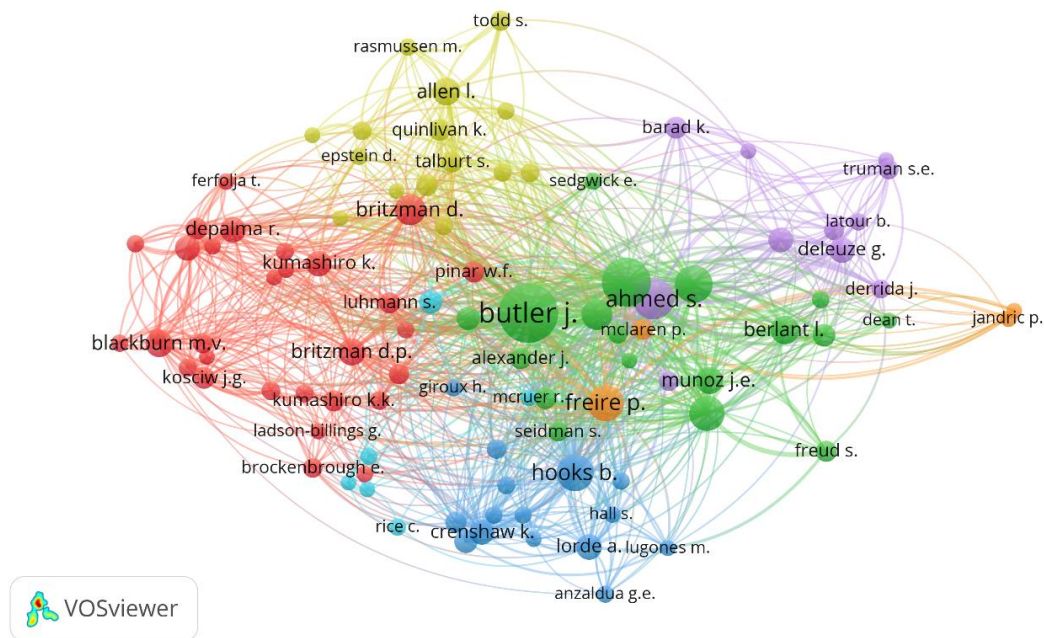 todd s.
rasmussen m.
allen l.
quinlivan k.
barad k.
epstein d.
talburt s.
truman s.e.
ferfolja t.
sedgwick e.
britzman d.
depalma r.
latour b.
deleuze g.
kumashiro k.
pinar w.f.
luhmann s.
derrida j.
ahmed s.
butler j.
jandric p.
dean t.
mclaren p.
berlant l.
blackburn m.v.
britzman d.p.
alexander j.
kosciw j.g.
giroux h.
munoz j.e.
mcruer r.
kumashiro k.k.
freire p.
ladson-billings g.
seidman s.
freud s.
brockenbrough e.
hooks b.
hall s.
rice c.
crenshaw k.
lorde a.
lugones m.
anzaldua g.e.
VOSviewer